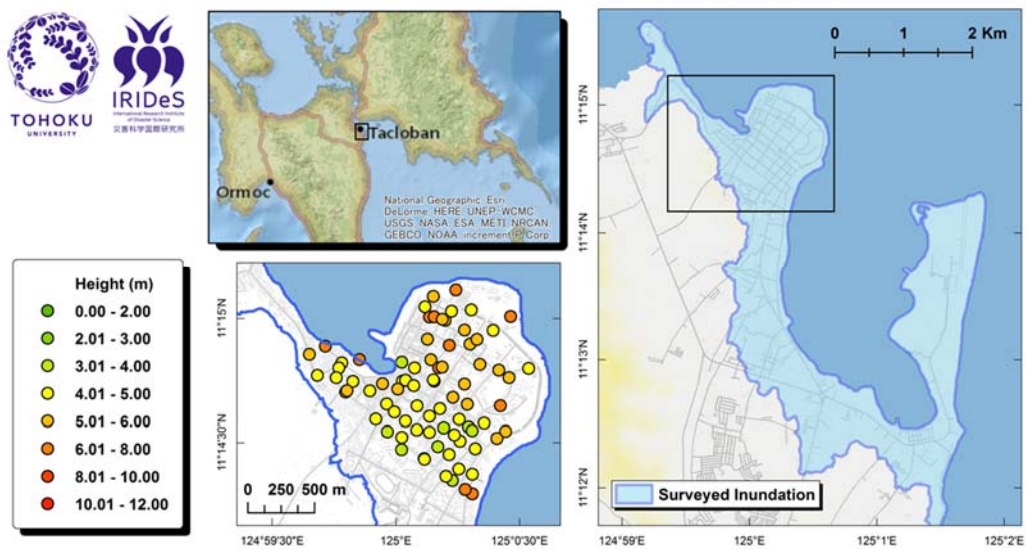 TOHOKU
UNIVERSITY
IRIDeS
International Research Institute
of Disaster Science
災害科学国際研究所
Tacloban
Ormoc
National Geographic, Esri,
DeLorme, HERE, UNEP-WCMC,
USGS, NASA, ESA, METI, NRCAN,
GEBCO, NOAA, increment P Corp.
Height (m)
0.00 - 2.00
2.01 - 3.00
3.01 - 4.00
4.01 - 5.00
5.01 - 6.00
6.01 - 8.00
8.01 - 10.00
10.01 - 12.00
11°15'N
11°14'30"N
0 250 500 m
124°59'30"E 125°E 125°0'30"E
0 1 2 Km
11°15'N
11°14'N
11°13'N
11°12'N
Surveyed Inundation
124°59'E 125°E 125°1'E 125°2'E